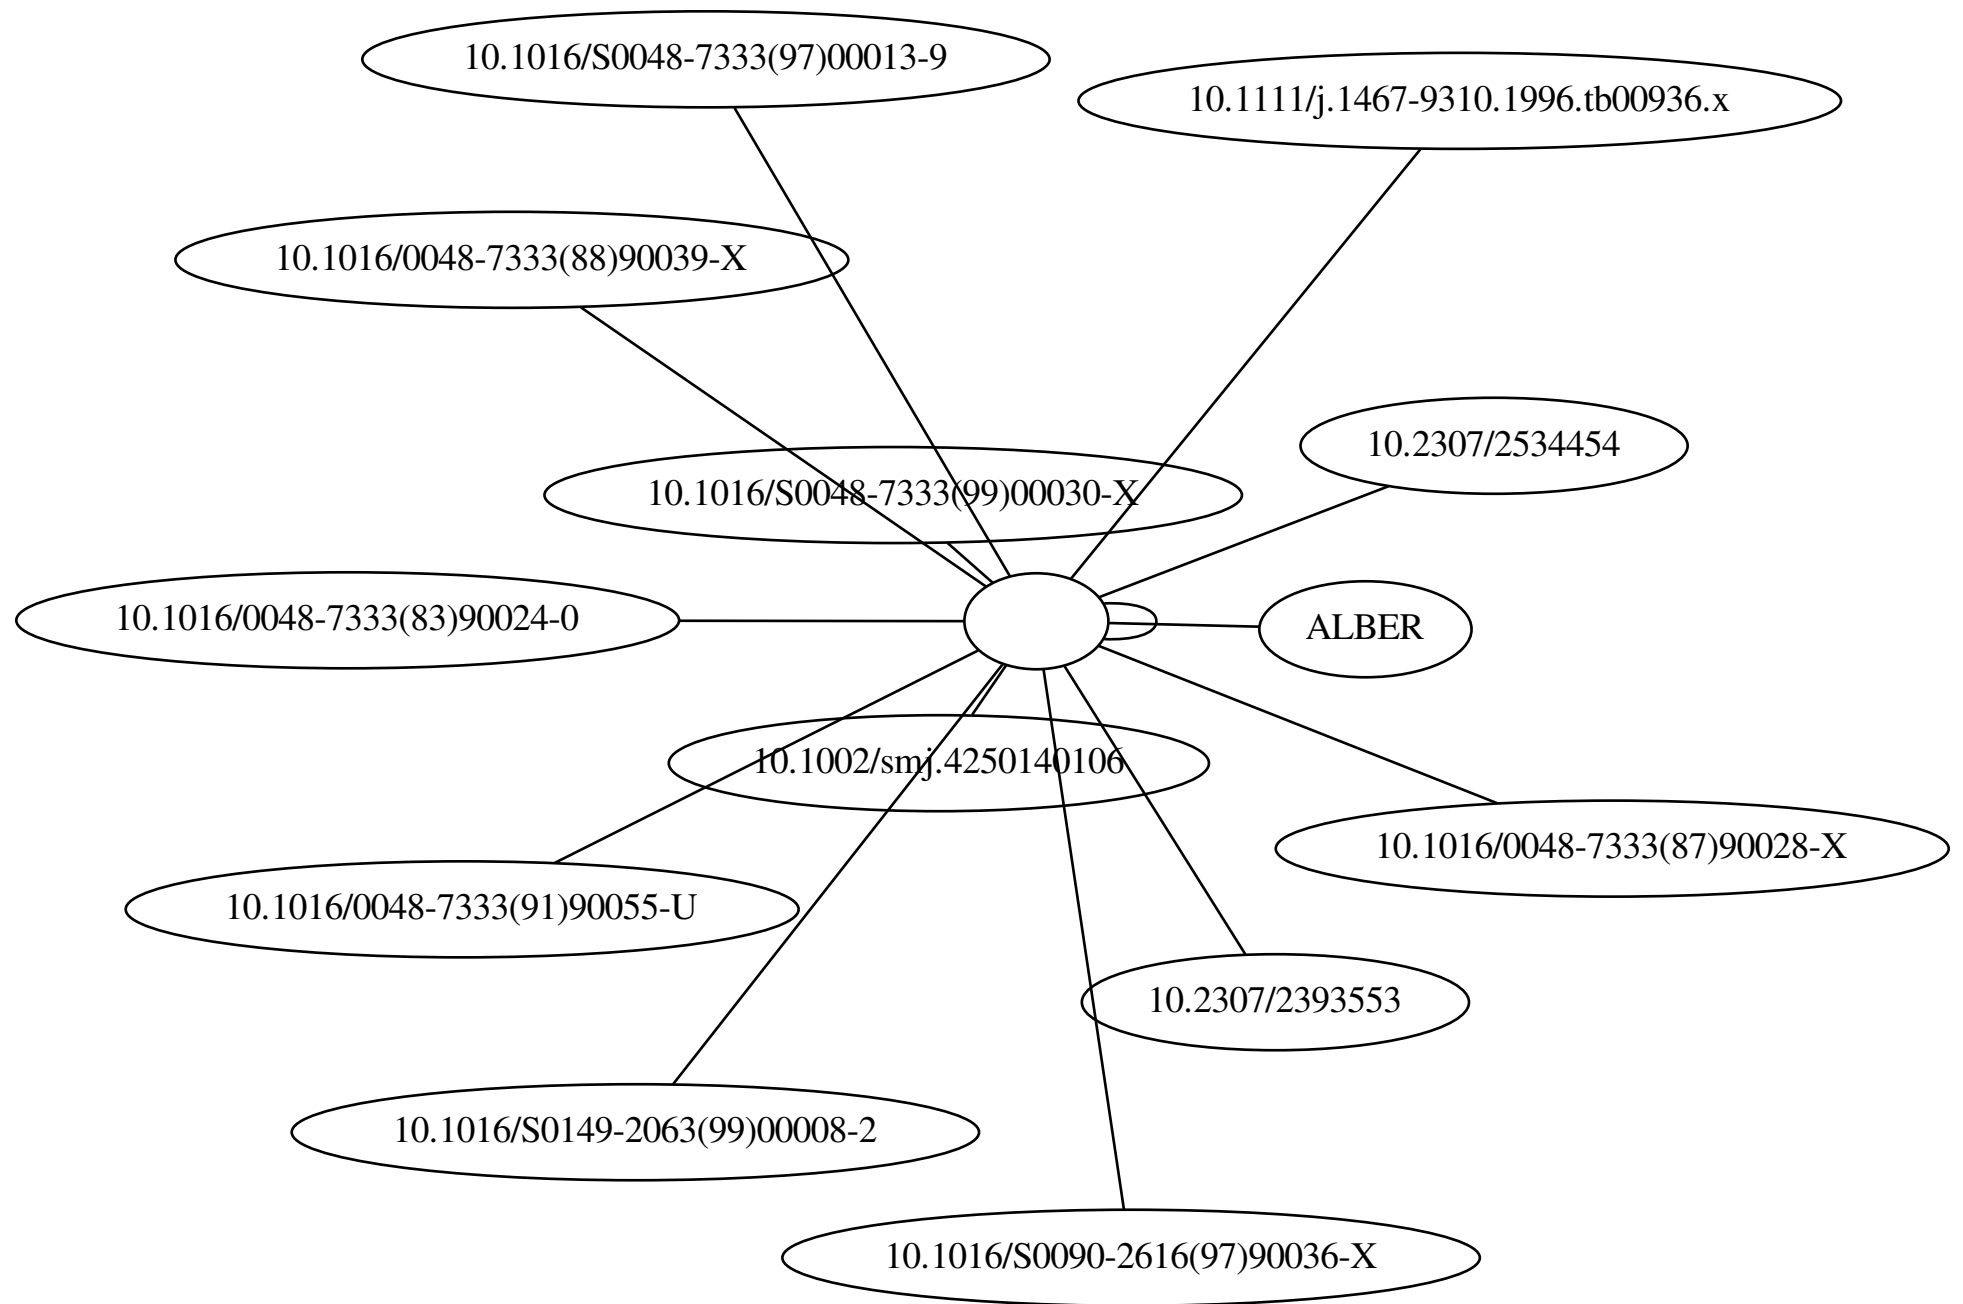 10.1016/S0048-7333(97)00013-9
10.1111/j.1467-9310.1996.tb00936.x
10.1016/0048-7333(88)90039-X
10.2307/2534454
10.1016/S0048-7333(99)00030-X
10.1016/0048-7333(83)90024-0
ALBER
10.1002/smj.4250140106
10.1016/0048-7333(87)90028-X
10.1016/0048-7333(91)90055-U
10.2307/2393553
10.1016/S0149-2063(99)00008-2
10.1016/S0090-2616(97)90036-X